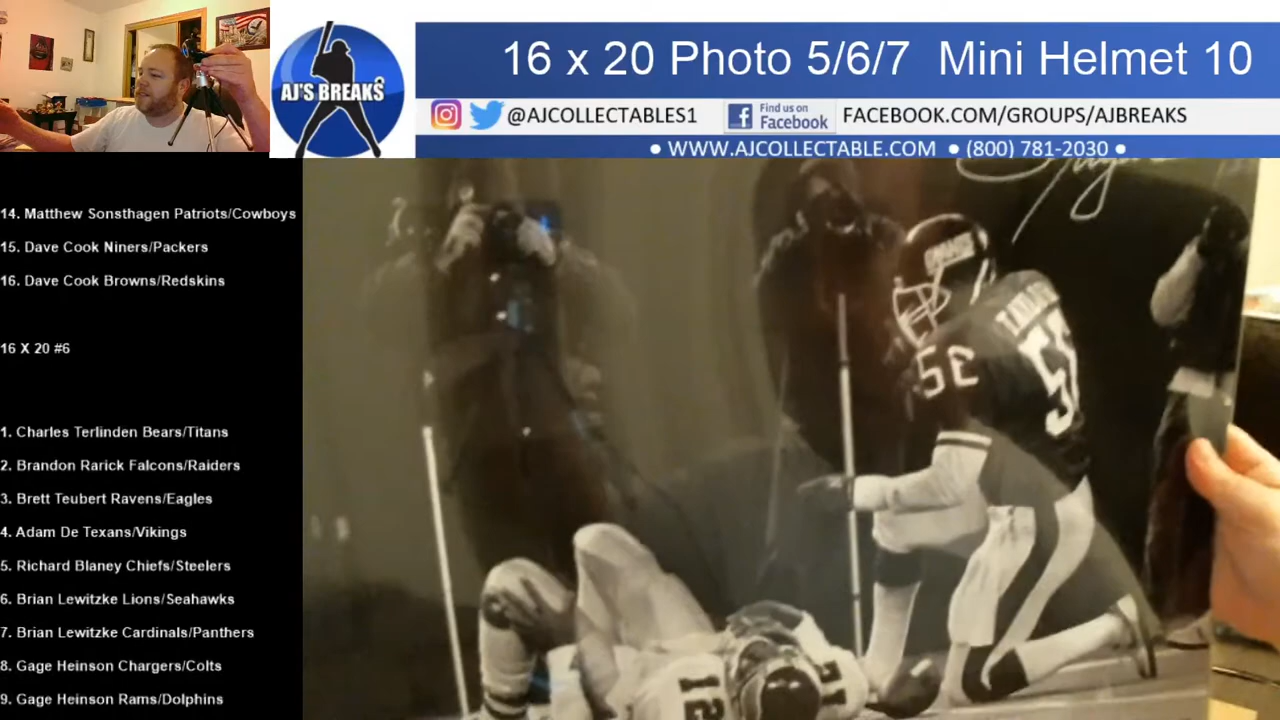 AJ'S BREAKS
16 x 20 Photo 5/6/7 Mini Helmet 10
@AJCOLLECTABLES1
Find us on
Facebook
FACEBOOK.COM/GROUPS/AJBREAKS
• WWW.AJCOLLECTABLE.COM • (800) 781-2030 •
14. Matthew Sonsthagen Patriots/Cowboys
15. Dave Cook Niners/Packers
16. Dave Cook Browns/Redskins
16 X 20 #6
1. Charles Terlinden Bears/Titans
2. Brandon Rarick Falcons/Raiders
3. Brett Teubert Ravens/Eagles
4. Adam De Texans/Vikings
5. Richard Blaney Chiefs/Steelers
6. Brian Lewitzke Lions/Seahawks
7. Brian Lewitzke Cardinals/Panthers
8. Gage Heinson Chargers/Colts
9. Gage Heinson Rams/Dolphins
GIANTS
TAYLOR
56
12